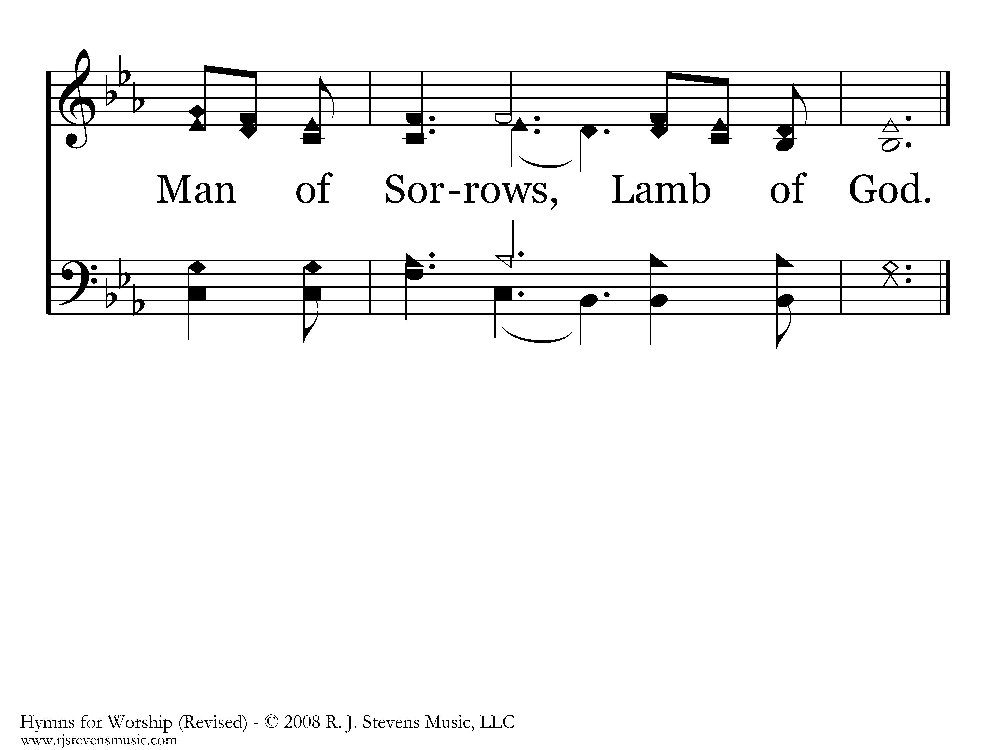 Man of Sor-rows, Lamb of God.
Hymns for Worship (Revised) - © 2008 R. J. Stevens Music, LLC
www.rjstevensmusic.com